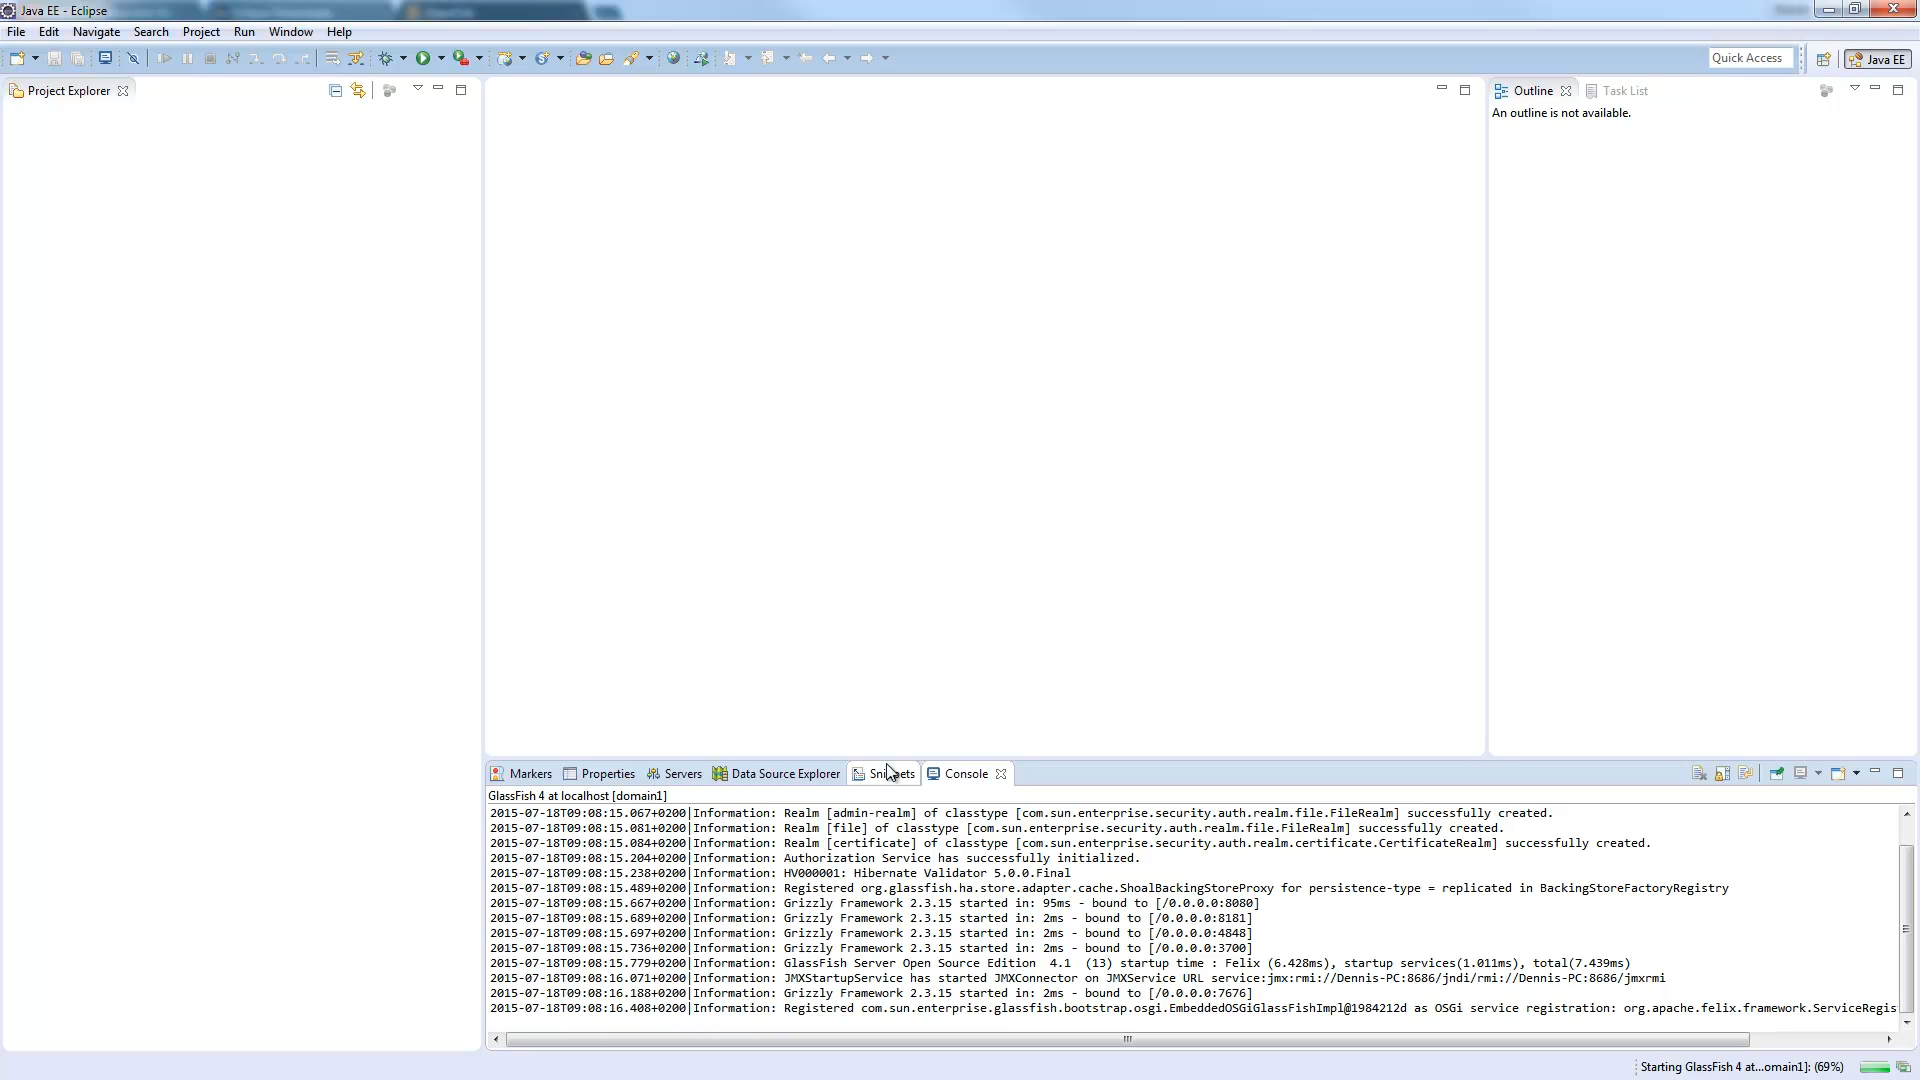 Java EE - Eclipse
File Edit Navigate Search Project Run Window Help
Quick Access Java EE
Project Explorer
Outline Task List
An outline is not available.
Markers Properties Servers Data Source Explorer Console
GlassFish 4 at localhost [domain1]
2015-07-18T09:08:15.067+0200|Information: Realm [admin-realm] of classtype [com.sun.enterprise.security.auth.realm.file.FileRealm] successfully created.
2015-07-18T09:08:15.081+0200|Information: Realm [file] of classtype [com.sun.enterprise.security.auth.realm.file.FileRealm] successfully created.
2015-07-18T09:08:15.084+0200|Information: Realm [certificate] of classtype [com.sun.enterprise.security.auth.realm.certificate.CertificateRealm] successfully created.
2015-07-18T09:08:15.204+0200|Information: Authorization Service has successfully initialized.
2015-07-18T09:08:15.238+0200|Information: HV000001: Hibernate Validator 5.0.0.Final
2015-07-18T09:08:15.489+0200|Information: Registered org.glassfish.ha.store.adapter.cache.ShoalBackingStoreProxy for persistence-type = replicated in BackingStoreFactoryRegistry
2015-07-18T09:08:15.667+0200|Information: Grizzly Framework 2.3.15 started in: 95ms - bound to [/0.0.0.0:8080]
2015-07-18T09:08:15.689+0200|Information: Grizzly Framework 2.3.15 started in: 2ms - bound to [/0.0.0.0:8181]
2015-07-18T09:08:15.697+0200|Information: Grizzly Framework 2.3.15 started in: 2ms - bound to [/0.0.0.0:4848]
2015-07-18T09:08:15.736+0200|Information: Grizzly Framework 2.3.15 started in: 2ms - bound to [/0.0.0.0:3700]
2015-07-18T09:08:15.779+0200|Information: GlassFish Server Open Source Edition  4.1  (13) startup time : Felix (6.428ms), startup services(1.011ms), total(7.439ms)
2015-07-18T09:08:16.071+0200|Information: JMXStartupService has started JMXConnector on JMXService URL service:jmx:rmi://Dennis-PC:8686/jndi/rmi://Dennis-PC:8686/jmxrmi
2015-07-18T09:08:16.188+0200|Information: Grizzly Framework 2.3.15 started in: 2ms - bound to [/0.0.0.0:7676]
2015-07-18T09:08:16.408+0200|Information: Registered com.sun.enterprise.glassfish.bootstrap.osgi.EmbeddedOSGiGlassFishImpl@1984212d as OSGi service registration: org.apache.felix.framework.ServiceRegis
Starting GlassFish 4 at...omain1]: (69%)